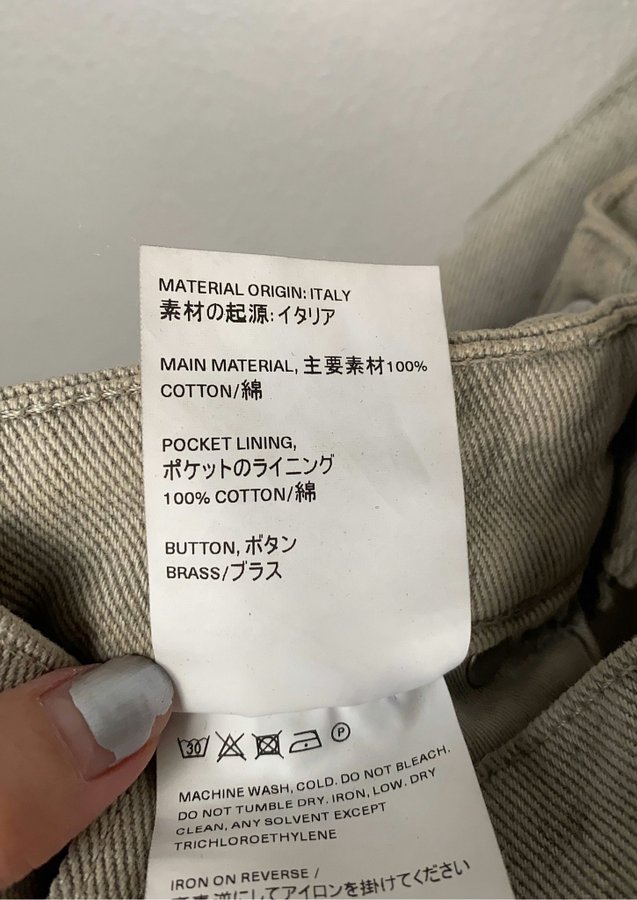 MATERIAL ORIGIN: ITALY
素材の起源: イタリア
MAIN MATERIAL, 主要素材100%
COTTON/綿
POCKET LINING,
ポケットのライニング
100% COTTON/綿
BUTTON, ボタン
BRASS/ブラス
30
P
MACHINE WASH, COLD. DO NOT BLEACH.
DO NOT TUMBLE DRY. IRON, LOW. DRY
CLEAN, ANY SOLVENT EXCEPT
TRICHLOROETHYLENE
IRON ON REVERSE /
逆にしてアイロンを掛けてください